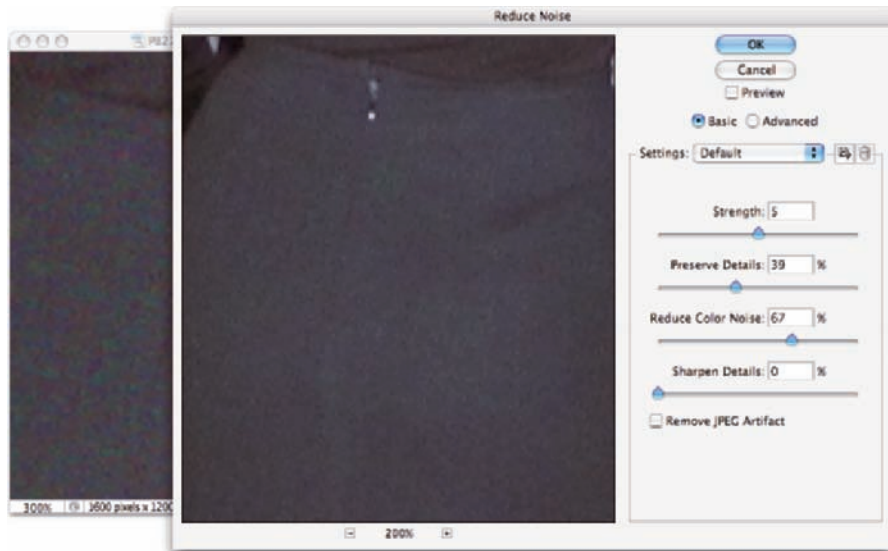 Reduce Noise
OK
Cancel
Preview
Basic Advanced
Settings: Default
Strength: 5
Preserve Details: 39 %
Reduce Color Noise: 67 %
Sharpen Details: 0 %
Remove JPEG Artifact
200%
300% 1600 pixels x 1200